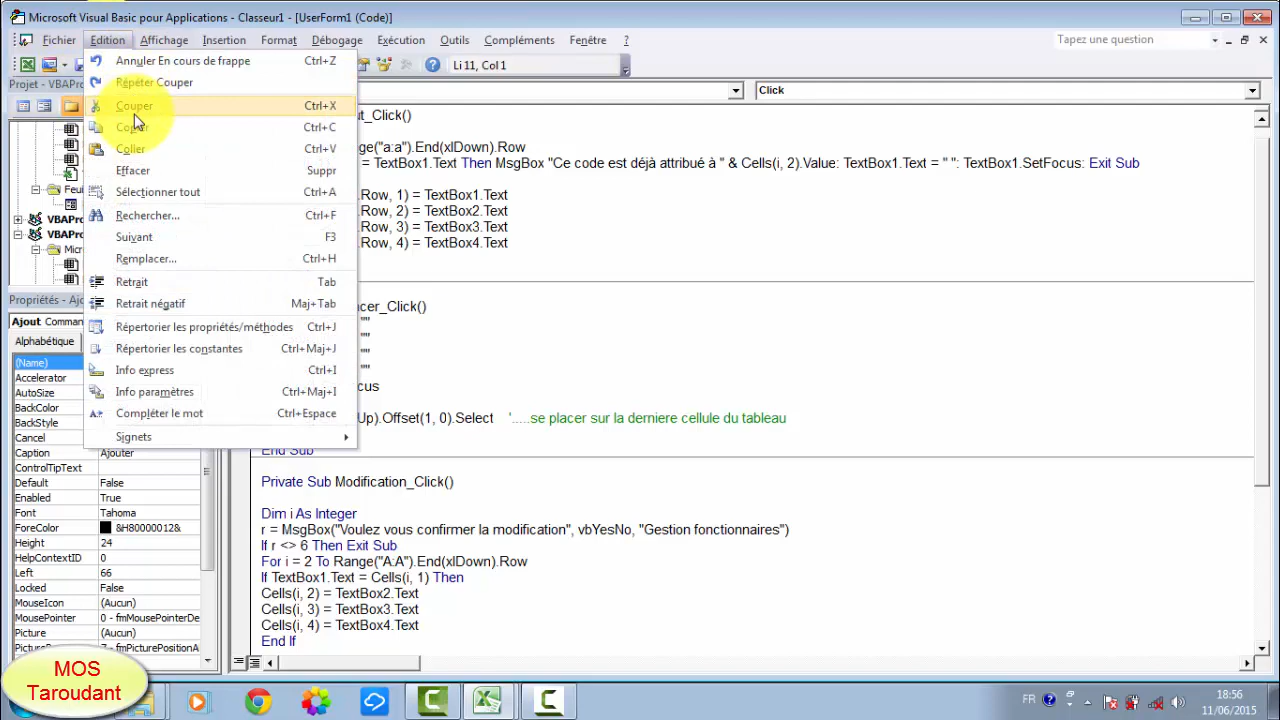 Microsoft Visual Basic pour Applications - Classeur1 - [UserForm1 (Code)]
Fichier Edition Affichage Insertion Format Débogage Exécution Outils Compléments Fenêtre ? Tapez une question
Li 11, Col 1
Projet - VBAProj
Click
Annuler En cours de frappe Ctrl+Z
Répéter Couper
Couper Ctrl+X
Copier Ctrl+C
Coller Ctrl+V
Effacer Suppr
Sélectionner tout Ctrl+A
Rechercher... Ctrl+F
Suivant F3
Remplacer... Ctrl+H
Retrait Tab
Retrait négatif Maj+Tab
Répertorier les propriétés/méthodes Ctrl+J
Répertorier les constantes Ctrl+Maj+J
Info express Ctrl+I
Info paramètres Ctrl+Maj+I
Compléter le mot Ctrl+Espace
Signets
Feui
VBAPro
VBAPro
Micr
Propriétés - Ajou
Ajout Comman
Alphabétique
(Name)
Accelerator
AutoSize
BackColor
BackStyle
Cancel
Caption Ajouter
ControlTipText
Default False
Enabled True
Font Tahoma
ForeColor &H80000012&
Height 24
HelpContextID 0
Left 66
Locked False
MouseIcon (Aucun)
MousePointer 0 - fmMousePointerDe
Picture (Aucun)
ut_Click()
ge("a:a").End(xlDown).Row
= TextBox1.Text Then MsgBox "Ce code est déjà attribué à " & Cells(i, 2).Value: TextBox1.Text = " ": TextBox1.SetFocus: Exit Sub
.Row, 1) = TextBox1.Text
.Row, 2) = TextBox2.Text
.Row, 3) = TextBox3.Text
.Row, 4) = TextBox4.Text
cer_Click()
""
""
""
""
cus
Up).Offset(1, 0).Select '.....se placer sur la derniere cellule du tableau
End Sub
Private Sub Modification_Click()
Dim i As Integer
r = MsgBox("Voulez vous confirmer la modification", vbYesNo, "Gestion fonctionnaires")
If r <> 6 Then Exit Sub
For i = 2 To Range("A:A").End(xlDown).Row
If TextBox1.Text = Cells(i, 1) Then
Cells(i, 2) = TextBox2.Text
Cells(i, 3) = TextBox3.Text
Cells(i, 4) = TextBox4.Text
End If
MOS
Taroudant
FR
18:56
11/06/2015